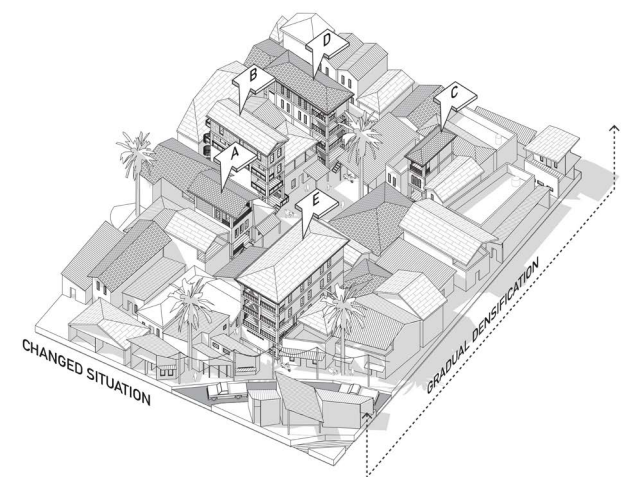 D
B
C
A
E
CHANGED SITUATION
GRADUAL DENSIFICATION